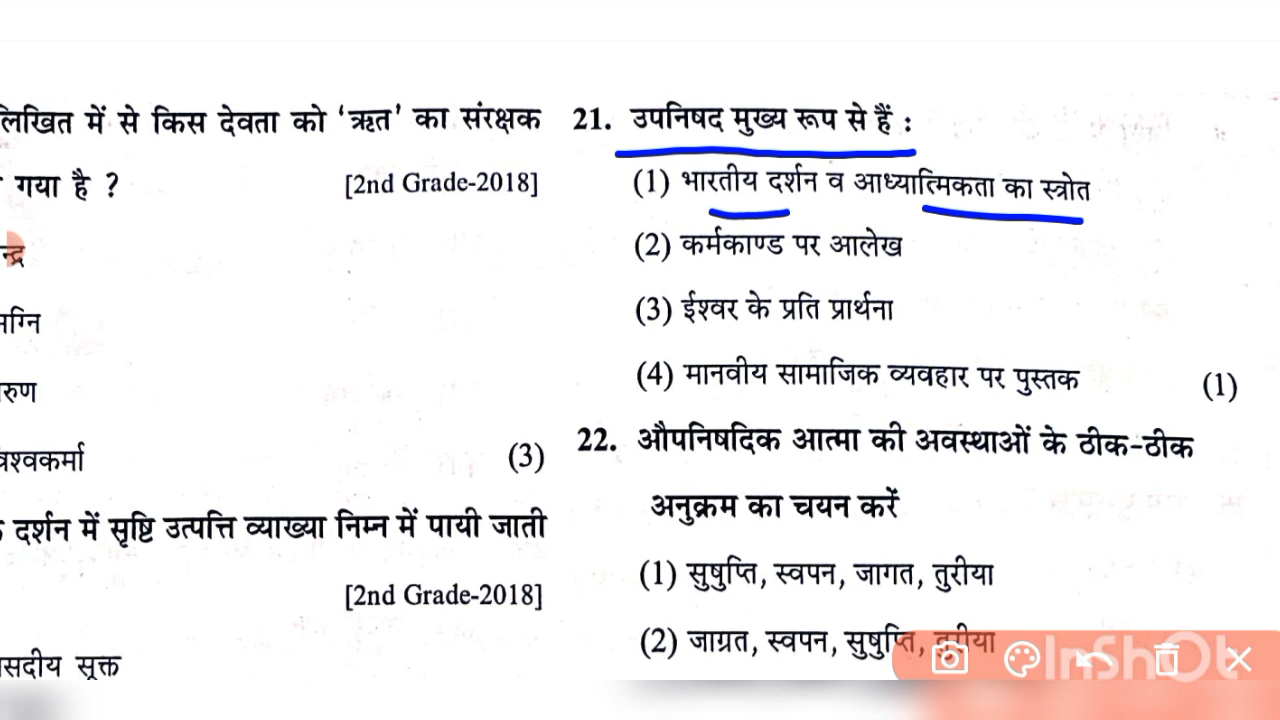 लिखित में से किस देवता को ‘ऋत’ का संरक्षक
गया है ?
[2nd Grade-2018]
न्द्र
ग्नि
रुण
श्वकर्मा
(3)
दर्शन में सृष्टि उत्पत्ति व्याख्या निम्न में पायी जाती
[2nd Grade-2018]
सदीय सूक्त
21. उपनिषद मुख्य रूप से हैं :
(1) भारतीय दर्शन व आध्यात्मिकता का स्त्रोत
(2) कर्मकाण्ड पर आलेख
(3) ईश्वर के प्रति प्रार्थना
(4) मानवीय सामाजिक व्यवहार पर पुस्तक
(1)
22. औपनिषदिक आत्मा की अवस्थाओं के ठीक-ठीक
अनुक्रम का चयन करें
(1) सुषुप्ति, स्वपन, जागत, तुरीया
(2) जाग्रत, स्वपन, सुषुप्ति, तुरीया
InShOt